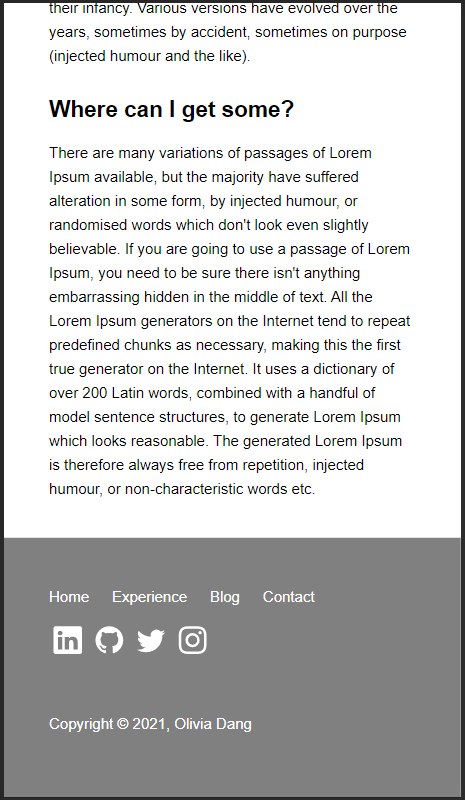 their infancy. Various versions have evolved over the
years, sometimes by accident, sometimes on purpose
(injected humour and the like).
Where can I get some?
There are many variations of passages of Lorem
Ipsum available, but the majority have suffered
alteration in some form, by injected humour, or
randomised words which don't look even slightly
believable. If you are going to use a passage of Lorem
Ipsum, you need to be sure there isn't anything
embarrassing hidden in the middle of text. All the
Lorem Ipsum generators on the Internet tend to repeat
predefined chunks as necessary, making this the first
true generator on the Internet. It uses a dictionary of
over 200 Latin words, combined with a handful of
model sentence structures, to generate Lorem Ipsum
which looks reasonable. The generated Lorem Ipsum
is therefore always free from repetition, injected
humour, or non-characteristic words etc.
Home Experience Blog Contact
in
Copyright © 2021, Olivia Dang